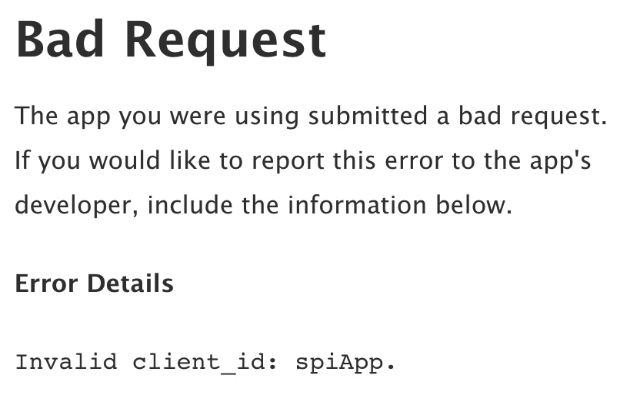 Bad Request
The app you were using submitted a bad request.
If you would like to report this error to the app's
developer, include the information below.
Error Details
Invalid client_id: spiApp.